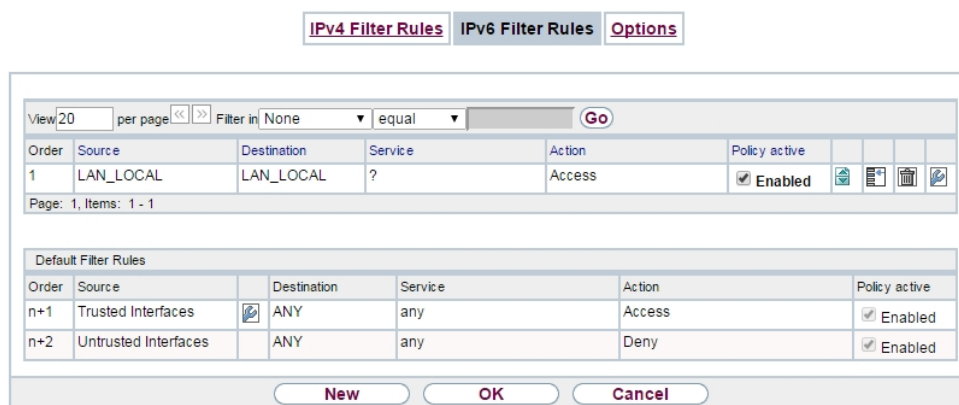 IPv4 Filter Rules IPv6 Filter Rules Options
View 20 per page << >> Filter in None equal Go
Order Source Destination Service Action Policy active
1 LAN_LOCAL LAN_LOCAL ? Access Enabled
Page: 1, Items: 1 - 1
Default Filter Rules
Order Source Destination Service Action Policy active
n+1 Trusted Interfaces ANY any Access Enabled
n+2 Untrusted Interfaces ANY any Deny Enabled
New OK Cancel